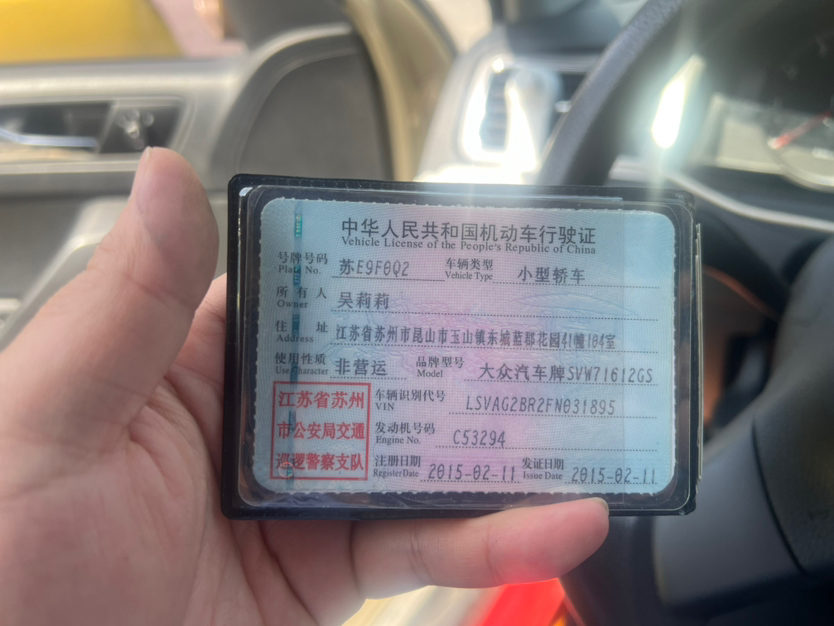 中华人民共和国机动车行驶证
Vehicle License of the People's Republic of China
号牌号码 苏E9F0Q2 车辆类型 小型轿车
Plate No. Vehicle Type
所有人 吴莉莉
Owner
住址 江苏省苏州市昆山市玉山镇东城蓝郡花园41幢104室
Address
使用性质 非营运 品牌型号 大众汽车牌SVW71612GS
Use Character Model
江苏省苏州 车辆识别代号 LSVAG2BR2FN031895
VIN
市公安局交通 发动机号码 C53294
Engine No.
巡逻警察支队 注册日期 2015-02-11 发证日期 2015-02-11
Register Date Issue Date